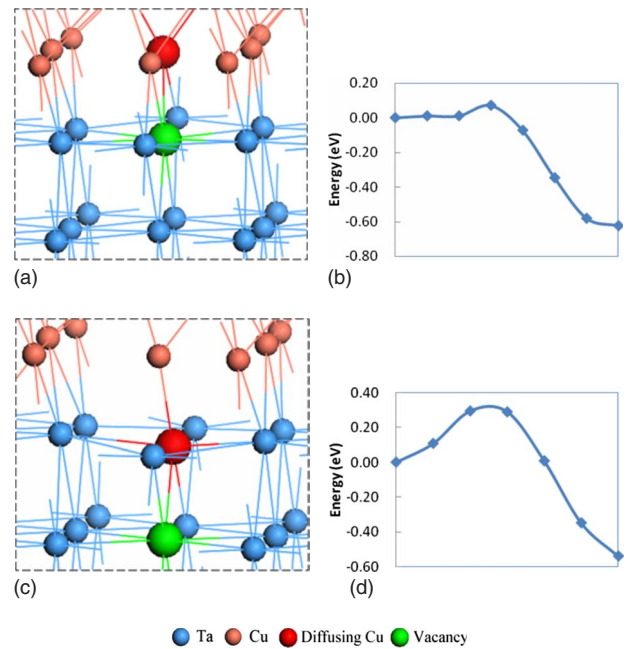 (a)
(b)
0.20
0.00
-0.20
-0.40
-0.60
-0.80
Energy (eV)
(c)
(d)
0.40
0.20
0.00
-0.20
-0.40
-0.60
Energy (eV)
Ta Cu Diffusing Cu Vacancy